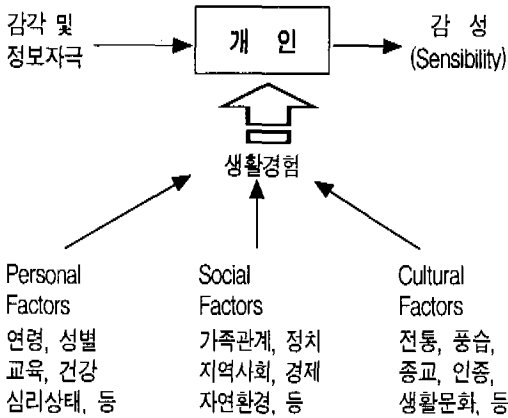 감각 및
정보자극
개 인
감 성
(Sensibility)
생활경험
Personal
Factors
연령, 성별
교육, 건강
심리상태, 등
Social
Factors
가족관계, 정치
지역사회, 경제
자연환경, 등
Cultural
Factors
전통, 풍습,
종교, 인종,
생활문화, 등